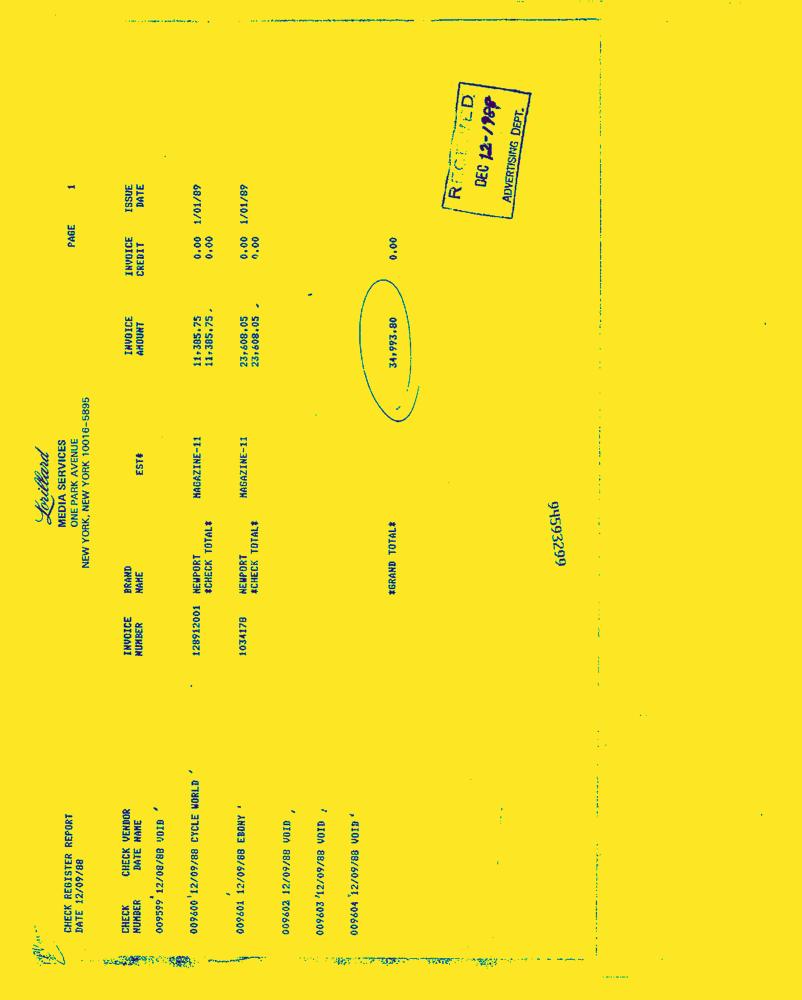 Lorillard
MEDIA SERVICES
ONE PARK AVENUE
NEW YORK, NEW YORK 10016-5895
CHECK REGISTER REPORT PAGE 1
DATE 12/09/88
CHECK CHECK VENDOR INVOICE BRAND EST# INVOICE INVOICE ISSUE
NUMBER DATE NAME NUMBER NAME AMOUNT CREDIT DATE
009599 12/08/88 VOID
009600 12/09/88 CYCLE WORLD 128912001 NEWPORT MAGAZINE-11 11,385.75 0.00 1/01/89
*CHECK TOTAL* 11,385.75 0.00
009601 12/09/88 EBONY 1034178 NEWPORT MAGAZINE-11 23,608.05 0.00 1/01/89
*CHECK TOTAL* 23,608.05 0.00
009602 12/09/88 VOID
009603 12/09/88 VOID
009604 12/09/88 VOID
*GRAND TOTAL* 34,993.80 0.00
RECEIVED
DEC 12-1988
ADVERTISING DEPT.
94593299